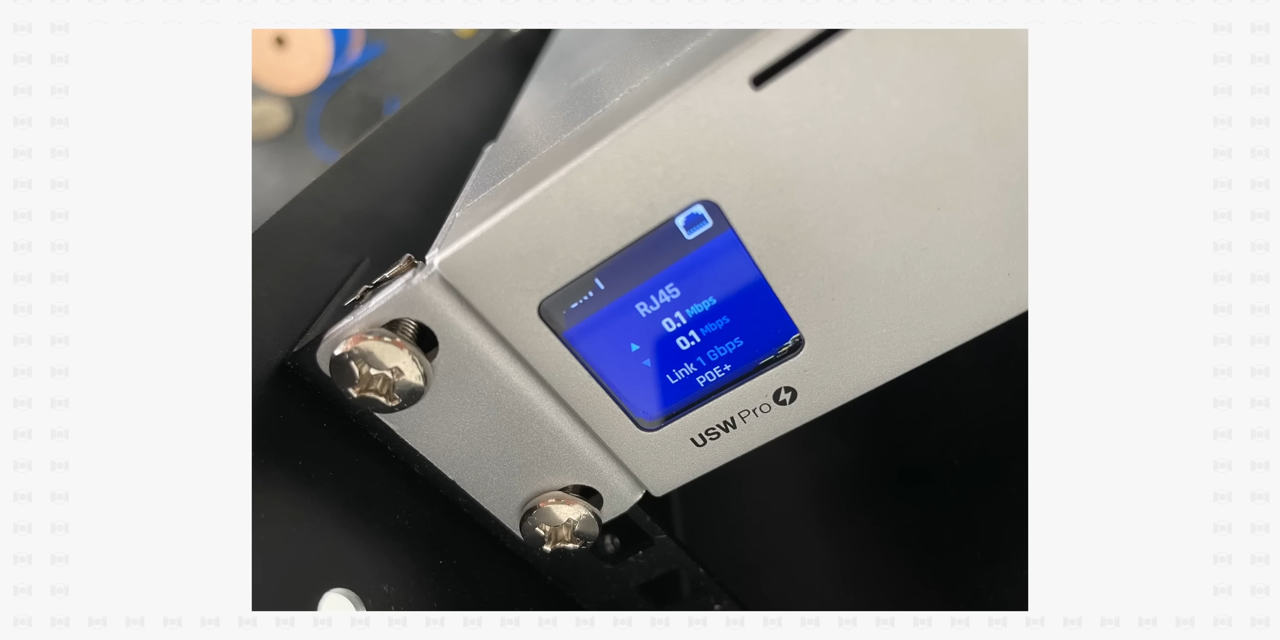 RJ45
0.1 Mbps
0.1 Mbps
Link 1 Gbps
POE+
USW Pro